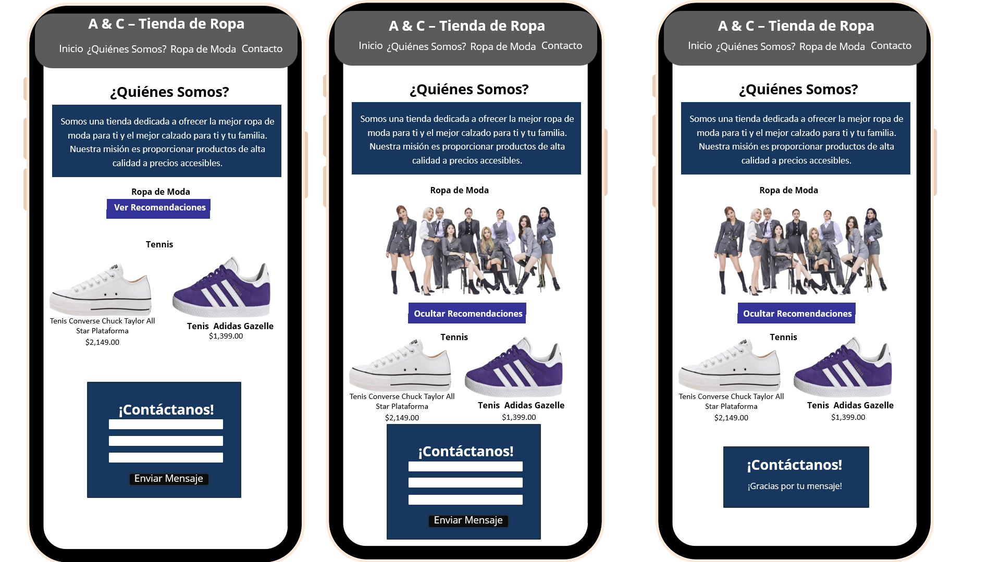 A & C – Tienda de Ropa
Inicio ¿Quiénes Somos? Ropa de Moda Contacto
¿Quiénes Somos?
Somos una tienda dedicada a ofrecer la mejor ropa de
moda para ti y el mejor calzado para ti y tu familia.
Nuestra misión es proporcionar productos de alta
calidad a precios accesibles.
Ropa de Moda
Ver Recomendaciones
Tennis
Tenis Converse Chuck Taylor All
Star Plataforma
$2,149.00
Tenis Adidas Gazelle
$1,399.00
¡Contáctanos!
Enviar Mensaje
A & C – Tienda de Ropa
Inicio ¿Quiénes Somos? Ropa de Moda Contacto
¿Quiénes Somos?
Somos una tienda dedicada a ofrecer la mejor ropa de
moda para ti y el mejor calzado para ti y tu familia.
Nuestra misión es proporcionar productos de alta
calidad a precios accesibles.
Ropa de Moda
Ocultar Recomendaciones
Tennis
Tenis Converse Chuck Taylor All
Star Plataforma
$2,149.00
Tenis Adidas Gazelle
$1,399.00
¡Contáctanos!
Enviar Mensaje
A & C – Tienda de Ropa
Inicio ¿Quiénes Somos? Ropa de Moda Contacto
¿Quiénes Somos?
Somos una tienda dedicada a ofrecer la mejor ropa de
moda para ti y el mejor calzado para ti y tu familia.
Nuestra misión es proporcionar productos de alta
calidad a precios accesibles.
Ropa de Moda
Ocultar Recomendaciones
Tennis
Tenis Converse Chuck Taylor All
Star Plataforma
$2,149.00
Tenis Adidas Gazelle
$1,399.00
¡Contáctanos!
¡Gracias por tu mensaje!